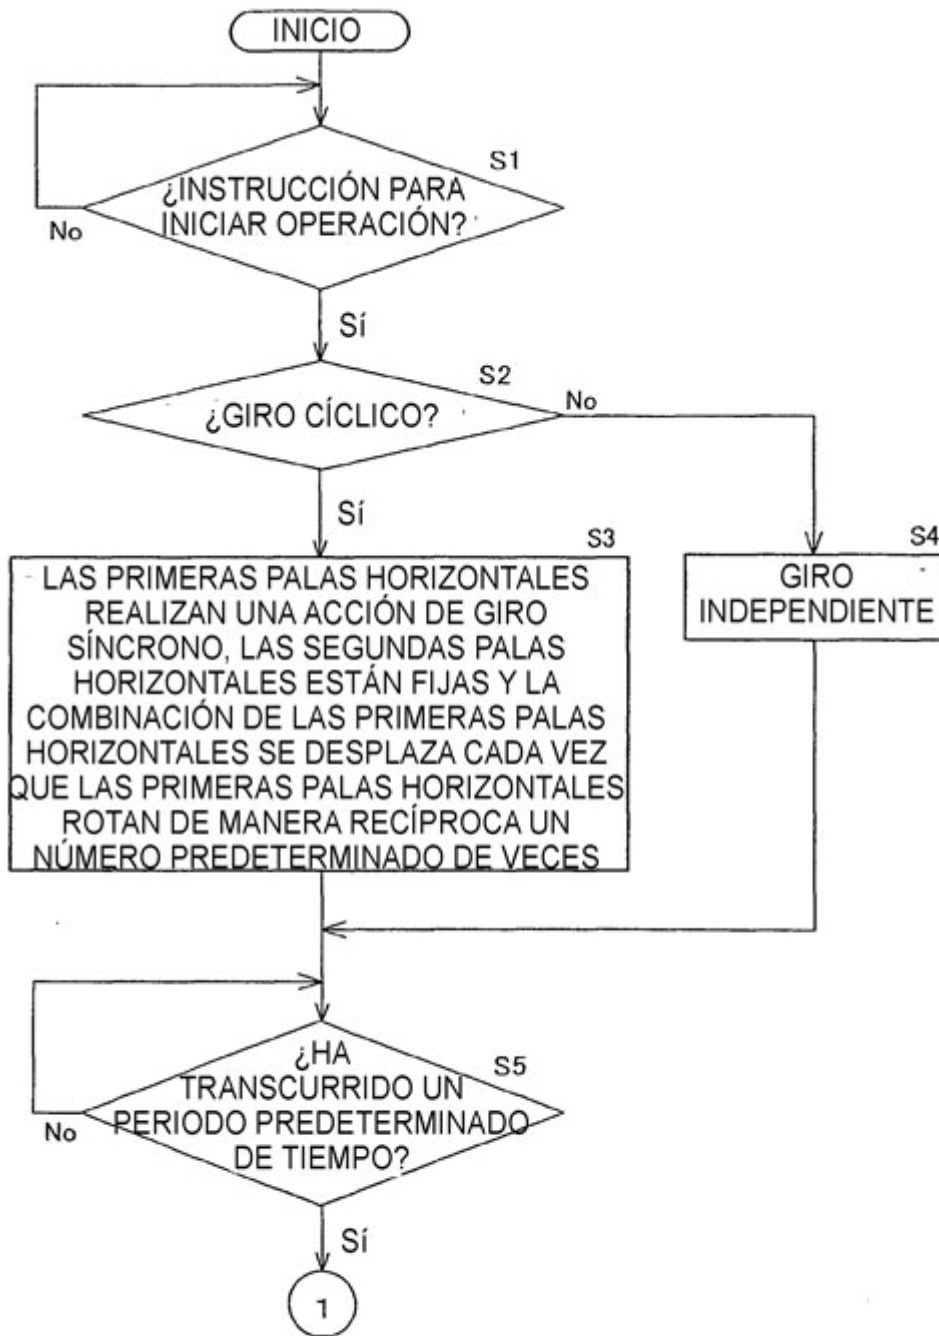 INICIO
S1
¿INSTRUCCIÓN PARA
INICIAR OPERACIÓN?
No
Sí
S2
¿GIRO CÍCLICO?
No
Sí
S3
LAS PRIMERAS PALAS HORIZONTALES
REALIZAN UNA ACCIÓN DE GIRO
SÍNCRONO, LAS SEGUNDAS PALAS
HORIZONTALES ESTÁN FIJAS Y LA
COMBINACIÓN DE LAS PRIMERAS PALAS
HORIZONTALES SE DESPLAZA CADA VEZ
QUE LAS PRIMERAS PALAS HORIZONTALES
ROTAN DE MANERA RECÍPROCA UN
NÚMERO PREDETERMINADO DE VECES
S4
GIRO
INDEPENDIENTE
S5
¿HA
TRANSCURRIDO UN
PERIODO PREDETERMINADO
DE TIEMPO?
No
Sí
1